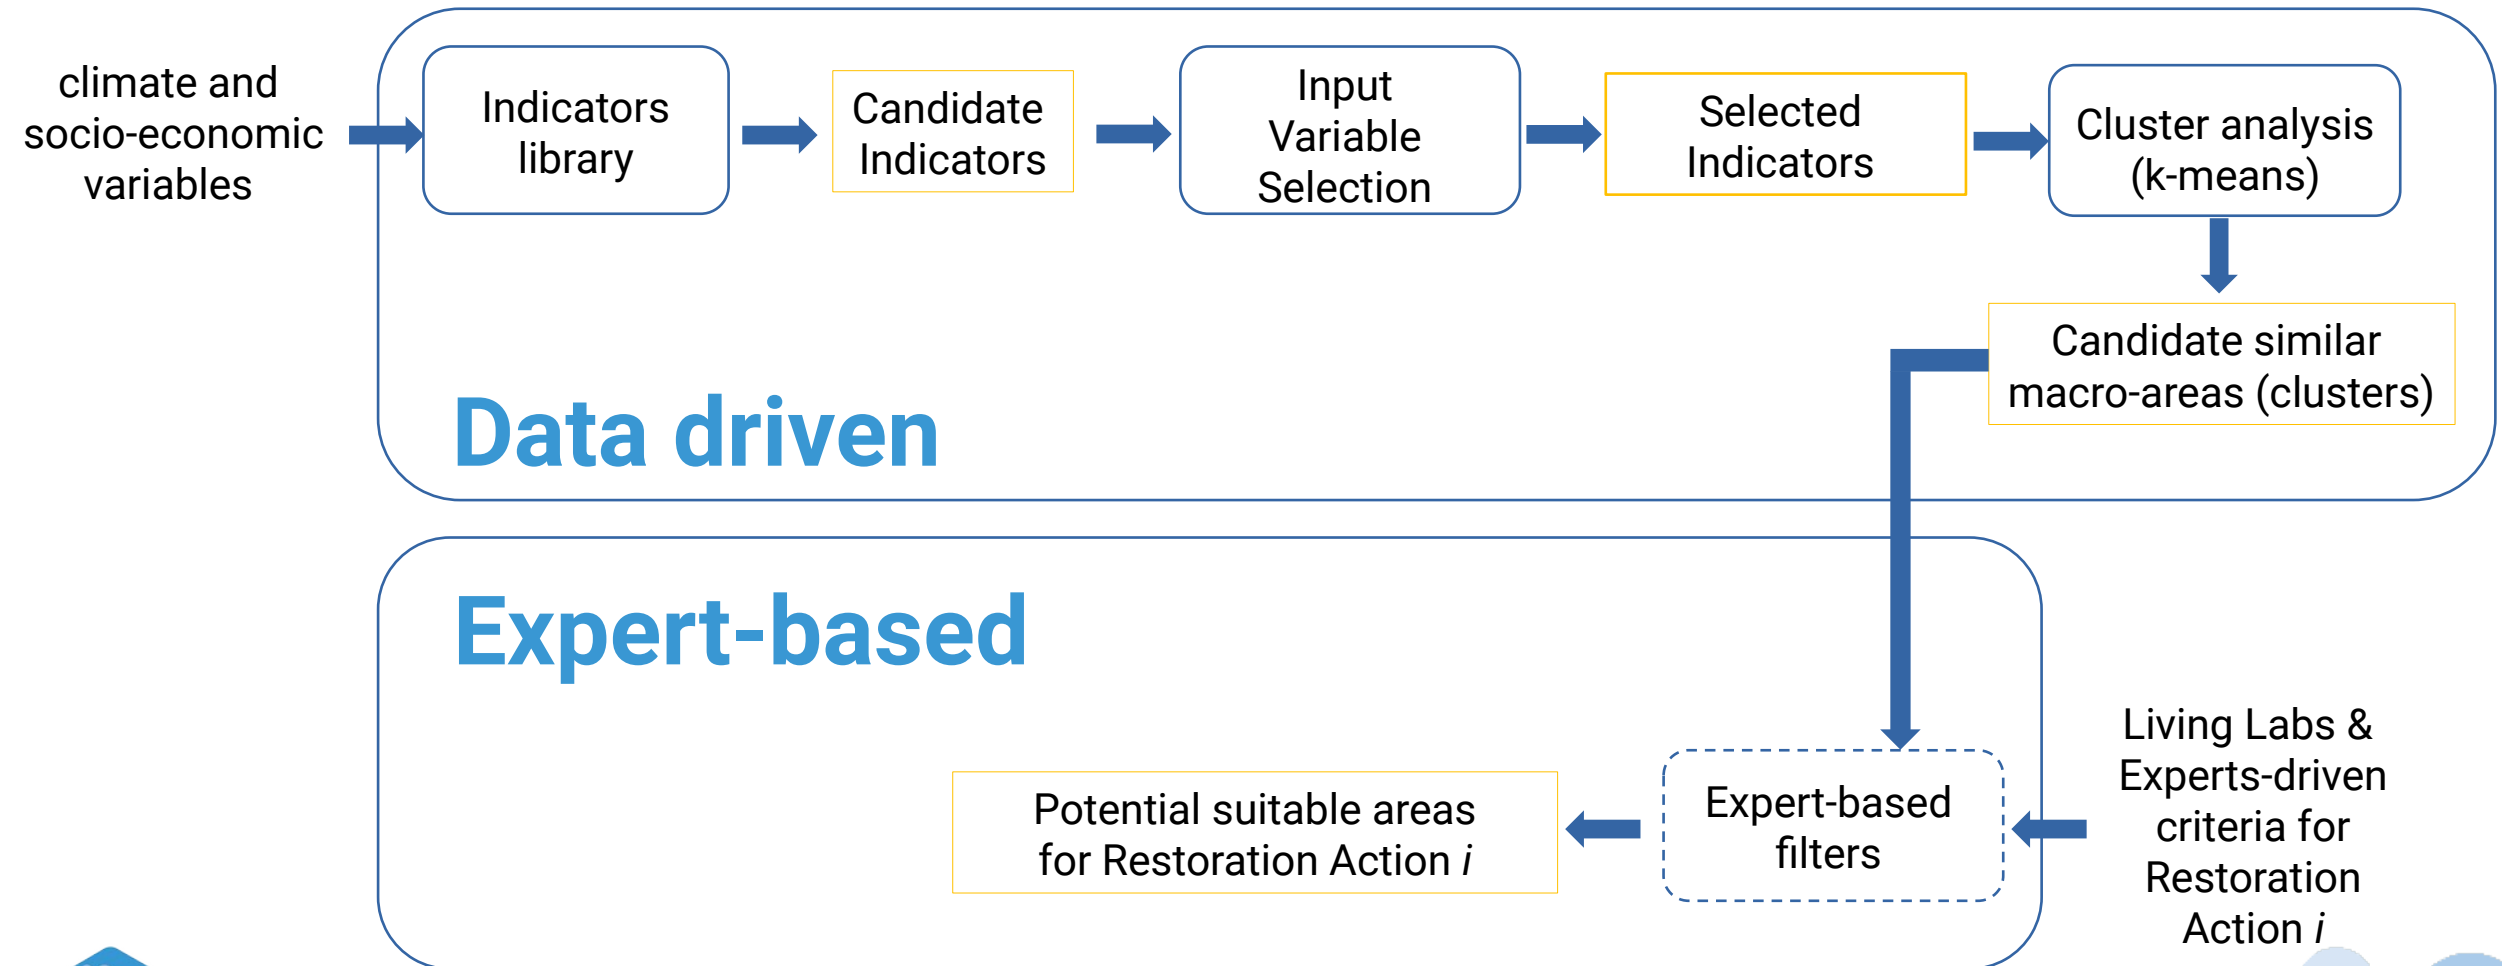 climate and
socio-economic
variables
Indicators
library
Candidate
Indicators
Input
Variable
Selection
Selected
Indicators
Cluster analysis
(k-means)
Candidate similar
macro-areas (clusters)
Data driven
Expert-based
Living Labs &
Experts-driven
criteria for
Restoration
Action i
Expert-based
filters
Potential suitable areas
for Restoration Action i